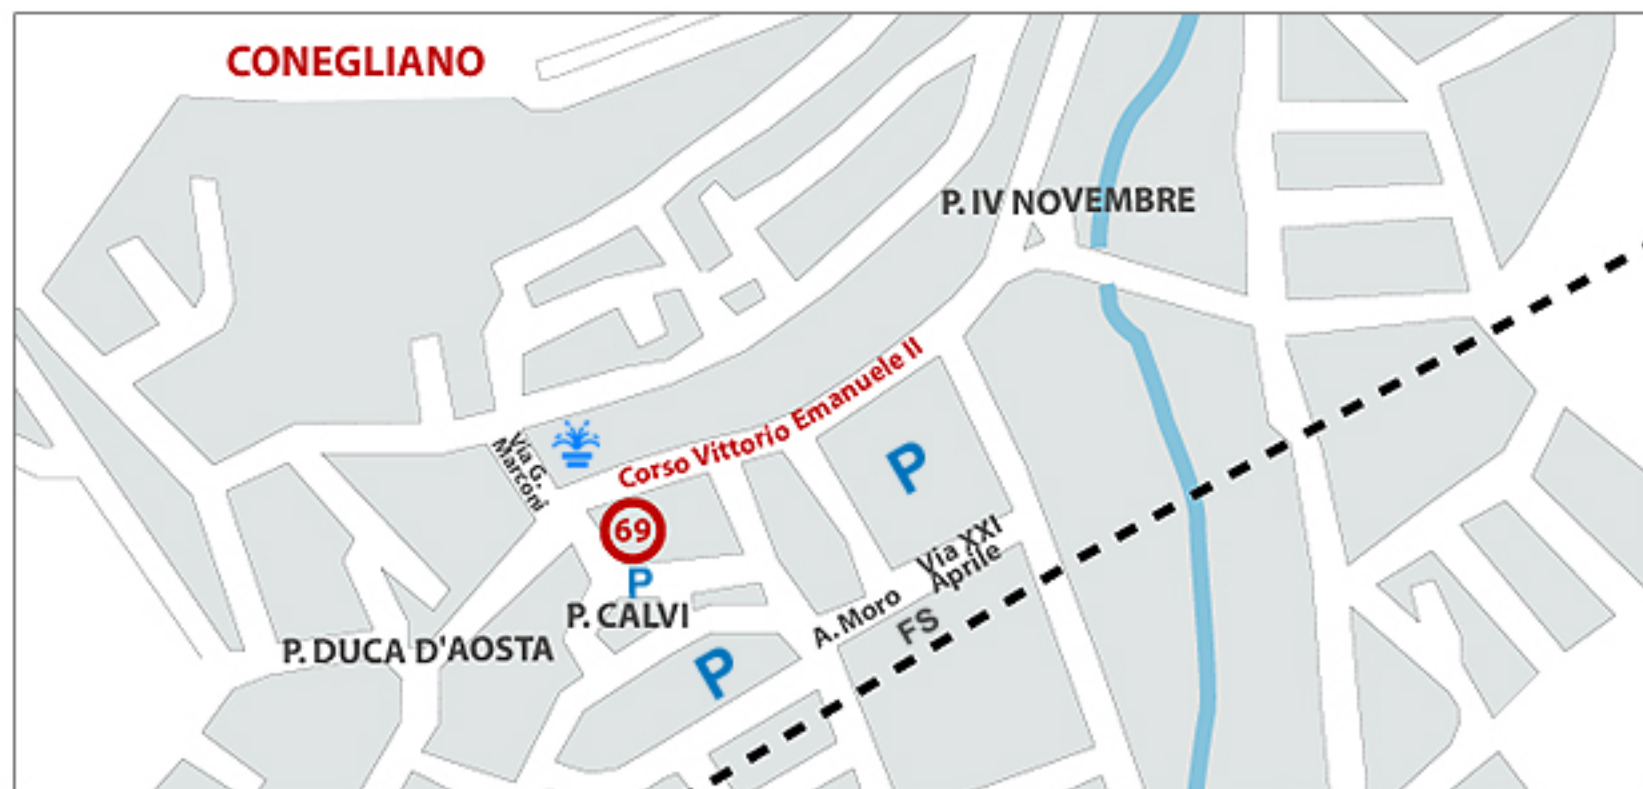 CONEGLIANO
P. IV NOVEMBRE
Corso Vittorio Emanuele II
Via G.
Marconi
P
69
P
Via XXI
Aprile
A. Moro
P. CALVI
FS
P. DUCA D'AOSTA
P